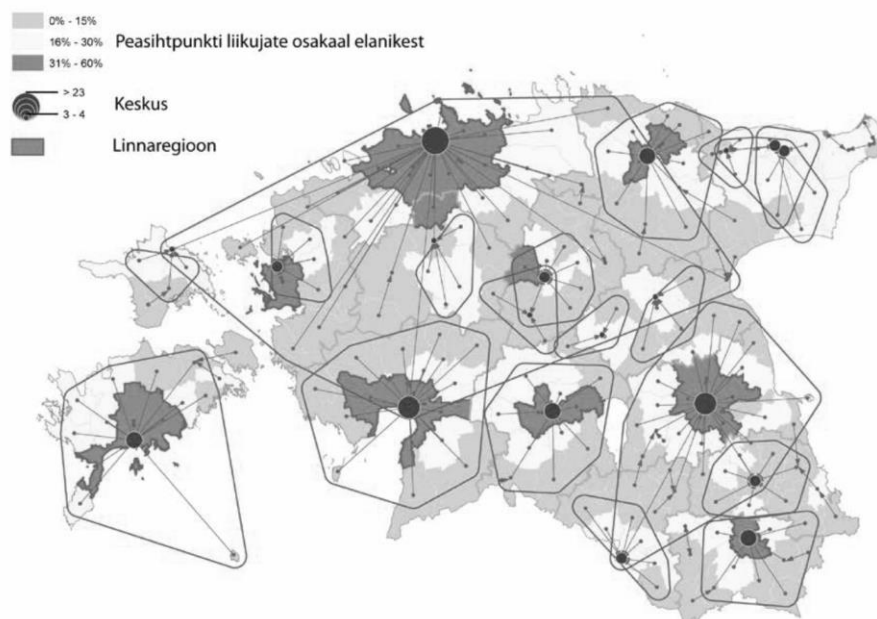 0% - 15%
16% - 30%
31% - 60%
Peasihtpunkti liikujate osakaal elanikest
> 23
3 - 4
Keskus
Linnaregioon